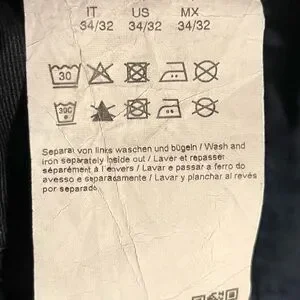 IT US MX
34/32 34/32 34/32
30
30C
Separat von links waschen und bügeln / Wash and
iron separately inside out / Laver et repasser
séparément à l'envers / Lavar e passar a ferro do
avesso e separadamente / Lavar y planchar al revés
por separado